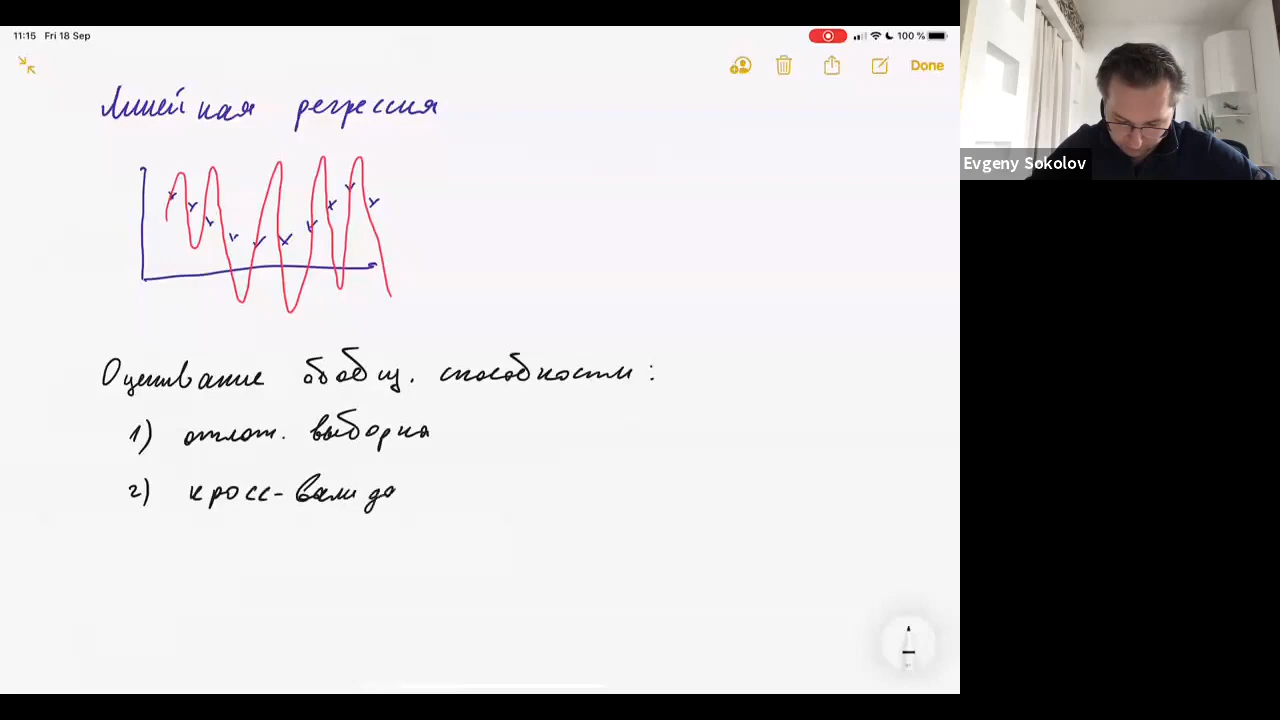 11:15 Fri 18 Sep
100 %
Done
Линейная регрессия
Evgeny Sokolov
Оценивание обобщ. способности:
1) отлож. выборка
2) кросс-валида